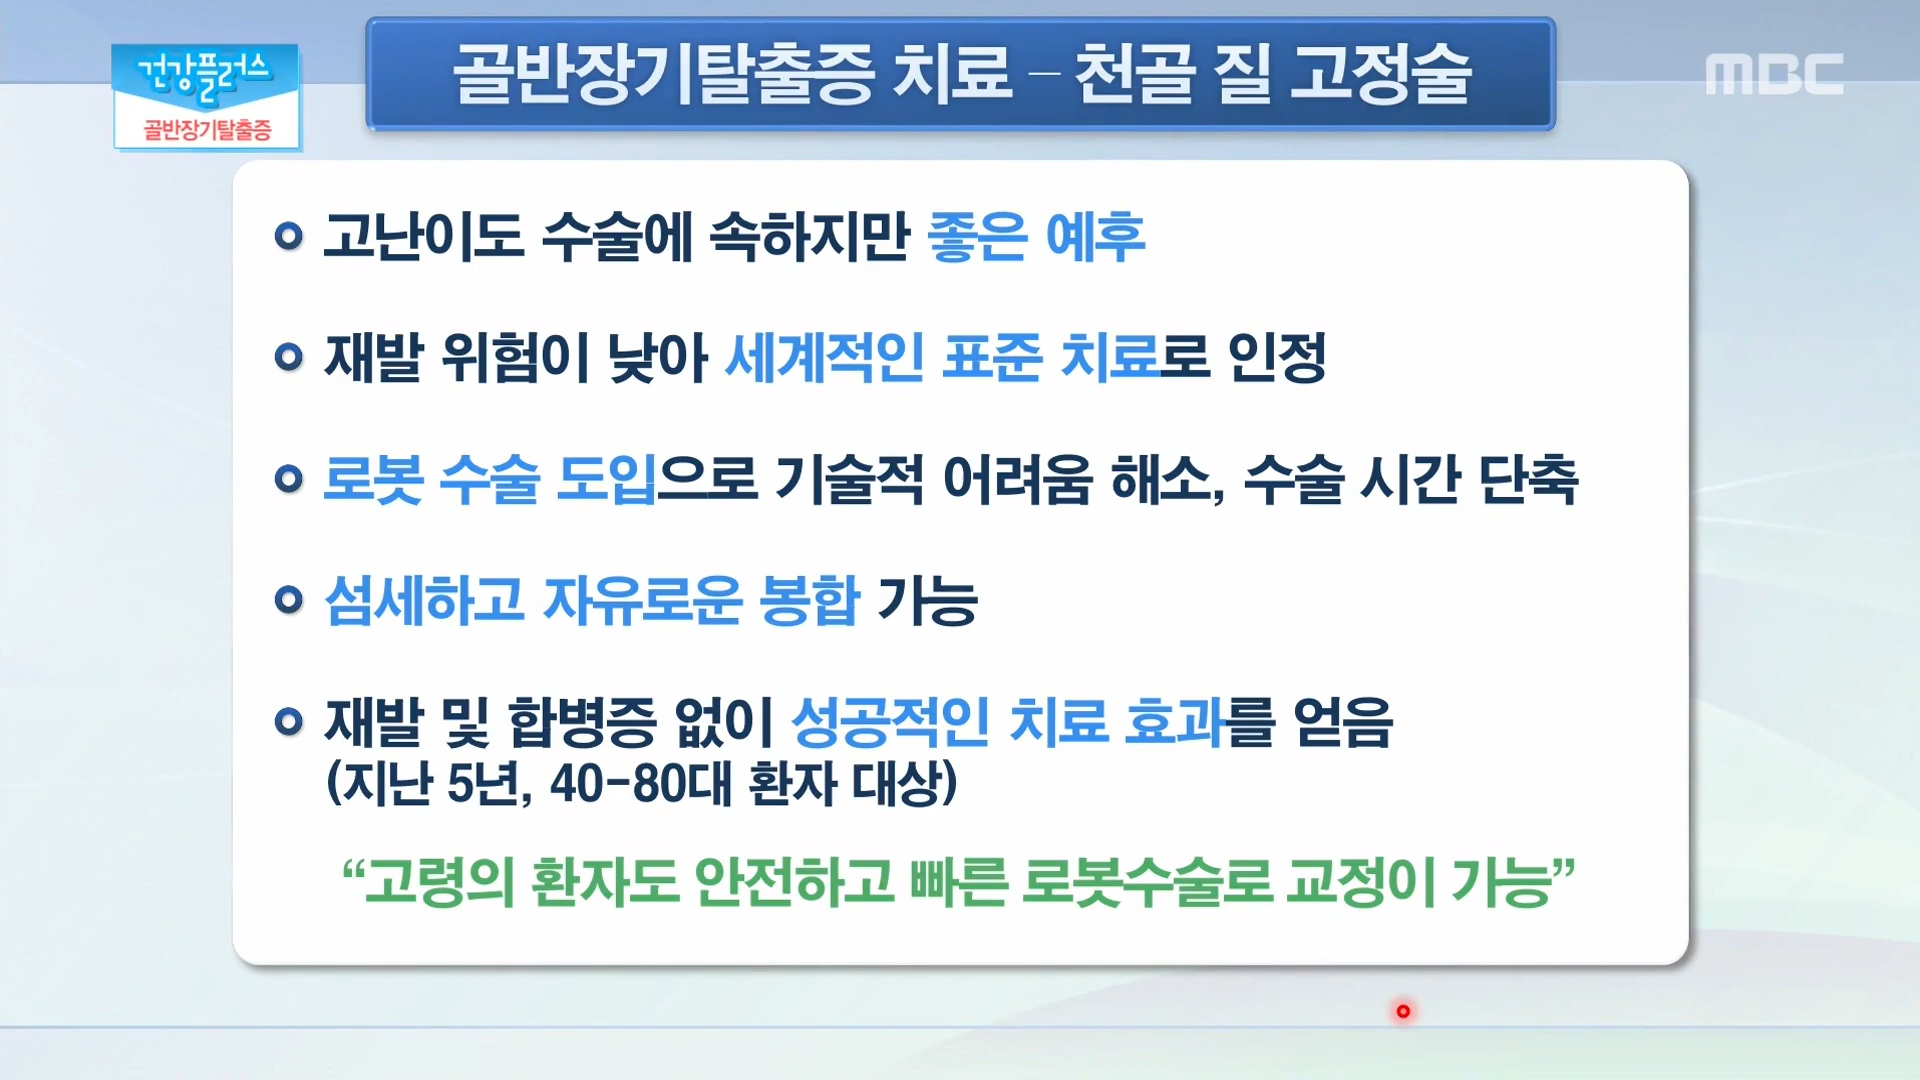 건강플러스
골반장기탈출증
골반장기탈출증 치료 – 천골 질 고정술
MBC
고난이도 수술에 속하지만 좋은 예후
재발 위험이 낮아 세계적인 표준 치료로 인정
로봇 수술 도입으로 기술적 어려움 해소, 수술 시간 단축
섬세하고 자유로운 봉합 가능
재발 및 합병증 없이 성공적인 치료 효과를 얻음
(지난 5년, 40-80대 환자 대상)
“고령의 환자도 안전하고 빠른 로봇수술로 교정이 가능”